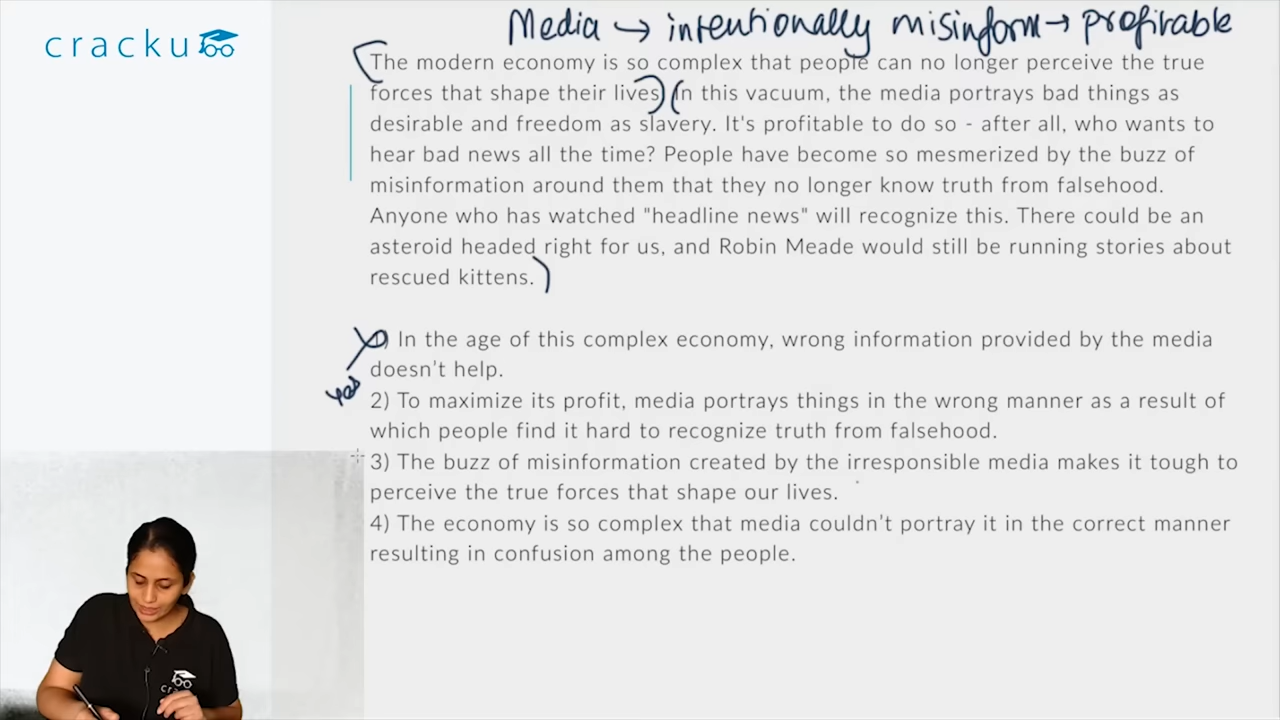 cracku
Media → intentionally misinform → profitable
The modern economy is so complex that people can no longer perceive the true
forces that shape their lives. In this vacuum, the media portrays bad things as
desirable and freedom as slavery. It's profitable to do so - after all, who wants to
hear bad news all the time? People have become so mesmerized by the buzz of
misinformation around them that they no longer know truth from falsehood.
Anyone who has watched "headline news" will recognize this. There could be an
asteroid headed right for us, and Robin Meade would still be running stories about
rescued kittens.
1) In the age of this complex economy, wrong information provided by the media
doesn't help.
yes
2) To maximize its profit, media portrays things in the wrong manner as a result of
which people find it hard to recognize truth from falsehood.
3) The buzz of misinformation created by the irresponsible media makes it tough to
perceive the true forces that shape our lives.
4) The economy is so complex that media couldn't portray it in the correct manner
resulting in confusion among the people.